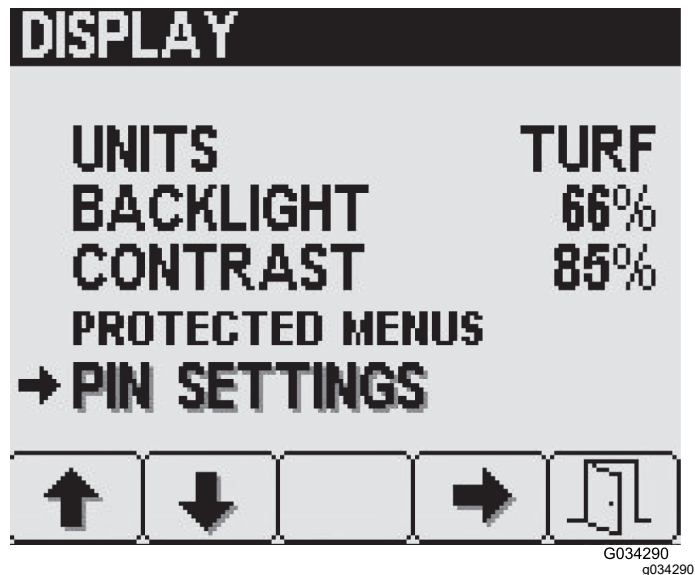 DISPLAY
UNITS TURF
BACKLIGHT 66%
CONTRAST 85%
PROTECTED MENUS
PIN SETTINGS
G034290
g034290